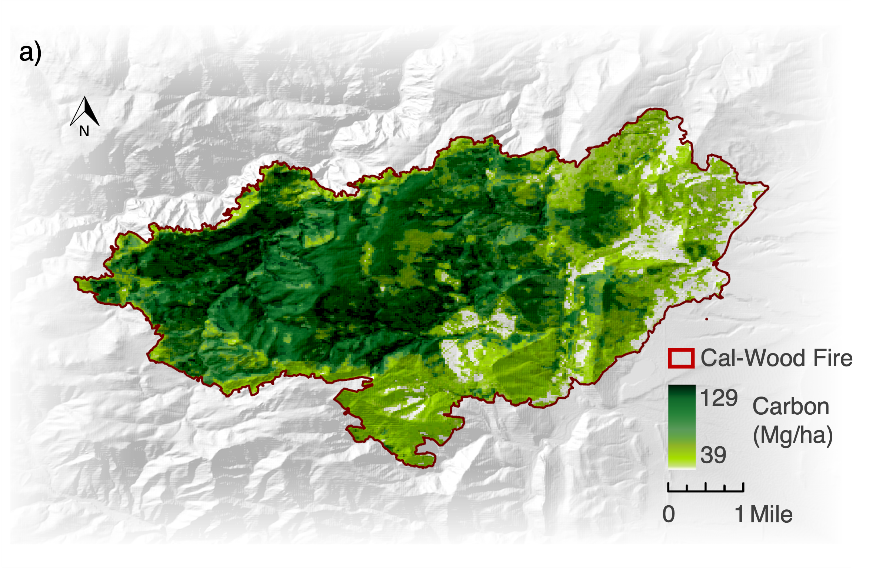 a)
N
Cal-Wood Fire
129
Carbon
(Mg/ha)
39
0 1 Mile